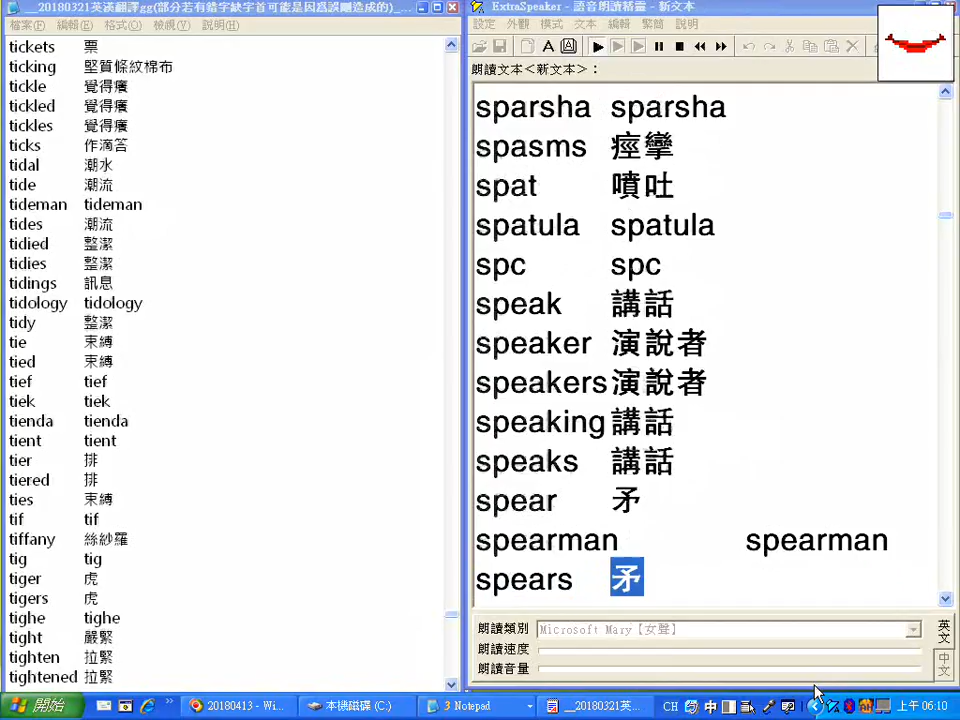 __20180321英漢翻譯gg(部分若有錯字缺字首可能是因爲誤刪造成的)_...
檔案(F) 編輯(E) 格式(O) 檢視(V) 說明(H)
tickets 票
ticking 堅質條紋棉布
tickle 覺得癢
tickled 覺得癢
tickles 覺得癢
ticks 作滴答
tidal 潮水
tide 潮流
tideman tideman
tides 潮流
tidied 整潔
tidies 整潔
tidings 訊息
tidology tidology
tidy 整潔
tie 束縛
tied 束縛
tief tief
tiek tiek
tienda tienda
tient tient
tier 排
tiered 排
ties 束縛
tif tif
tiffany 絲紗羅
tig tig
tiger 虎
tigers 虎
tighe tighe
tight 嚴緊
tighten 拉緊
tightened 拉緊
ExtraSpeaker - 語音朗讀精靈 - 新文本
設定 外觀 模式 文本 編輯 繁簡 說明
朗讀文本<新文本>：
sparsha sparsha
spasms 痙攣
spat 噴吐
spatula spatula
spc spc
speak 講話
speaker 演說者
speakers 演說者
speaking 講話
speaks 講話
spear 矛
spearman spearman
spears 矛
朗讀類別 Microsoft Mary【女聲】
朗讀速度
朗讀音量
英文
中文
開始
20180413 - Wi...
本機磁碟 (C:)
3 Notepad
__20180321英...
CH
中
上午 06:10